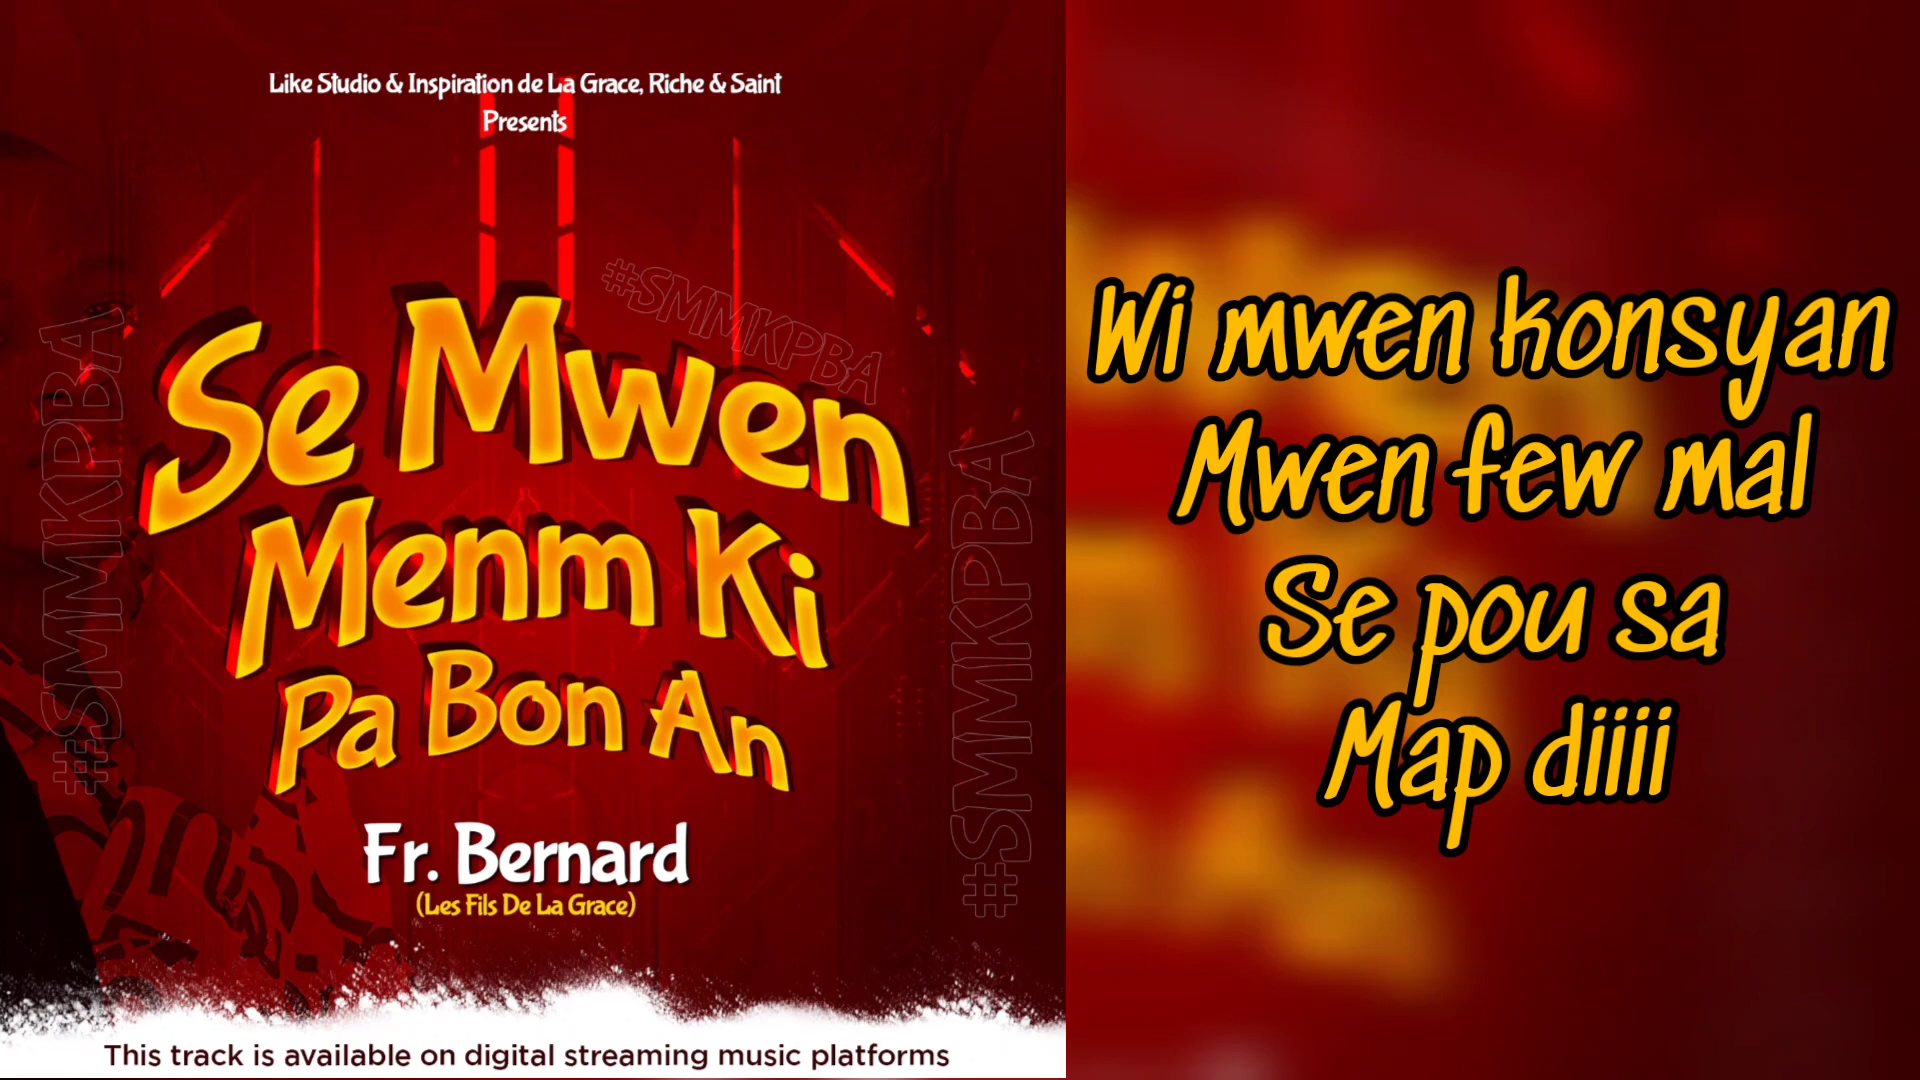 Like Studio & Inspiration de La Grace, Riche & Saint
Presents
#SMMKPBA
#SMMKPBA
#SMMKPBA
Se Mwen
Menm Ki
Pa Bon An
Fr. Bernard
(Les Fils De La Grace)
This track is available on digital streaming music platforms
Wi mwen konsyan
Mwen few mal
Se pou sa
Map diiii